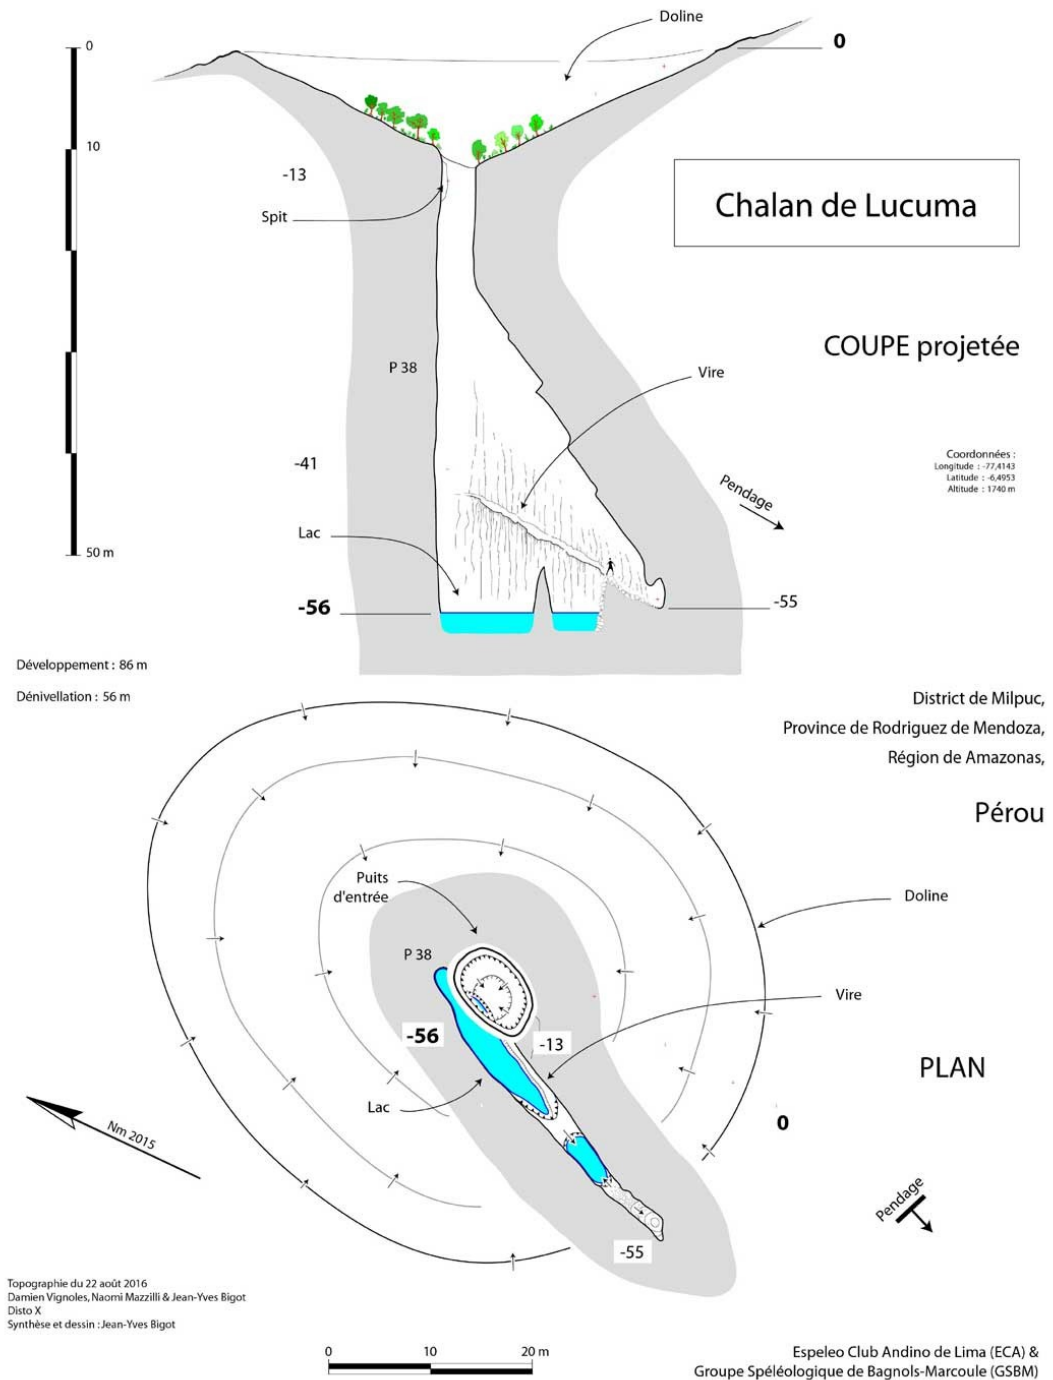 Doline
0
0
10
-13
Spit
Chalan de Lucuma
COUPE projetée
P 38
Vire
-41
Coordonnées :
Longitude : -77,4143
Latitude : -6,4953
Altitude : 1740 m
Pendage
Lac
50 m
-56
-55
Développement : 86 m
Dénivellation : 56 m
District de Milpuc,
Province de Rodriguez de Mendoza,
Région de Amazonas,
Pérou
Puits
d'entrée
Doline
P 38
Vire
-56
-13
PLAN
Lac
0
Nm 2015
Pendage
-55
Topographie du 22 août 2016
Damien Vignoles, Naomi Mazzilli & Jean-Yves Bigot
Disto X
Synthèse et dessin : Jean-Yves Bigot
0 10 20 m
Espeleo Club Andino de Lima (ECA) &
Groupe Spéléologique de Bagnols-Marcoule (GSBM)